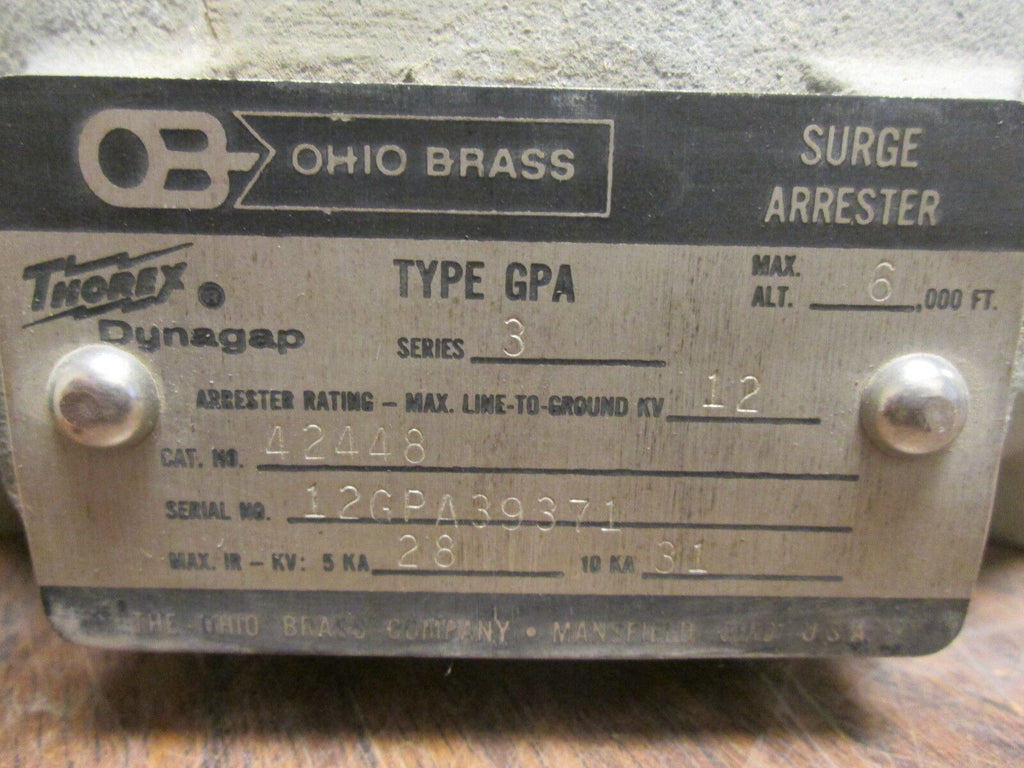 OB OHIO BRASS
SURGE
ARRESTER
THOREX ®
Dynagap
TYPE GPA
MAX.
ALT. 6,000 FT.
SERIES 3
ARRESTER RATING – MAX. LINE-TO-GROUND KV 12
CAT. NO. 42448
SERIAL NO. 12GPA39371
MAX. IR – KV: 5 KA 28 10 KA 31
THE OHIO BRASS COMPANY • MANSFIELD OHIO U.S.A.